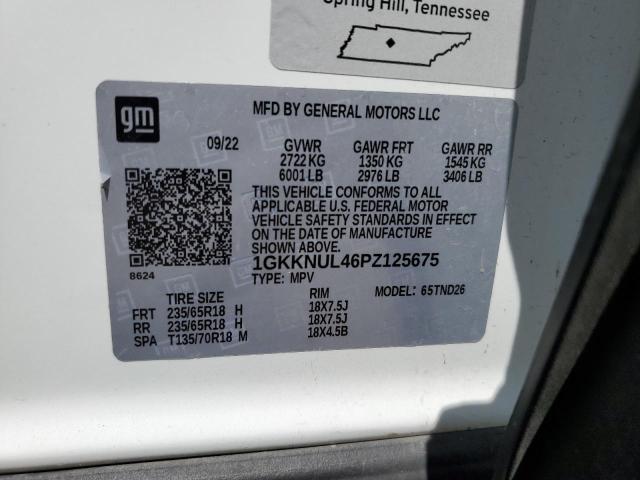 Spring Hill, Tennessee
gm
MFD BY GENERAL MOTORS LLC
09/22 GVWR GAWR FRT GAWR RR
2722 KG 1350 KG 1545 KG
6001 LB 2976 LB 3406 LB
THIS VEHICLE CONFORMS TO ALL
APPLICABLE U.S. FEDERAL MOTOR
VEHICLE SAFETY STANDARDS IN EFFECT
ON THE DATE OF MANUFACTURE
SHOWN ABOVE.
8624
1GKKNUL46PZ125675
TYPE: MPV MODEL: 65TND26
TIRE SIZE RIM
FRT 235/65R18 H 18X7.5J
RR 235/65R18 H 18X7.5J
SPA T135/70R18 M 18X4.5B